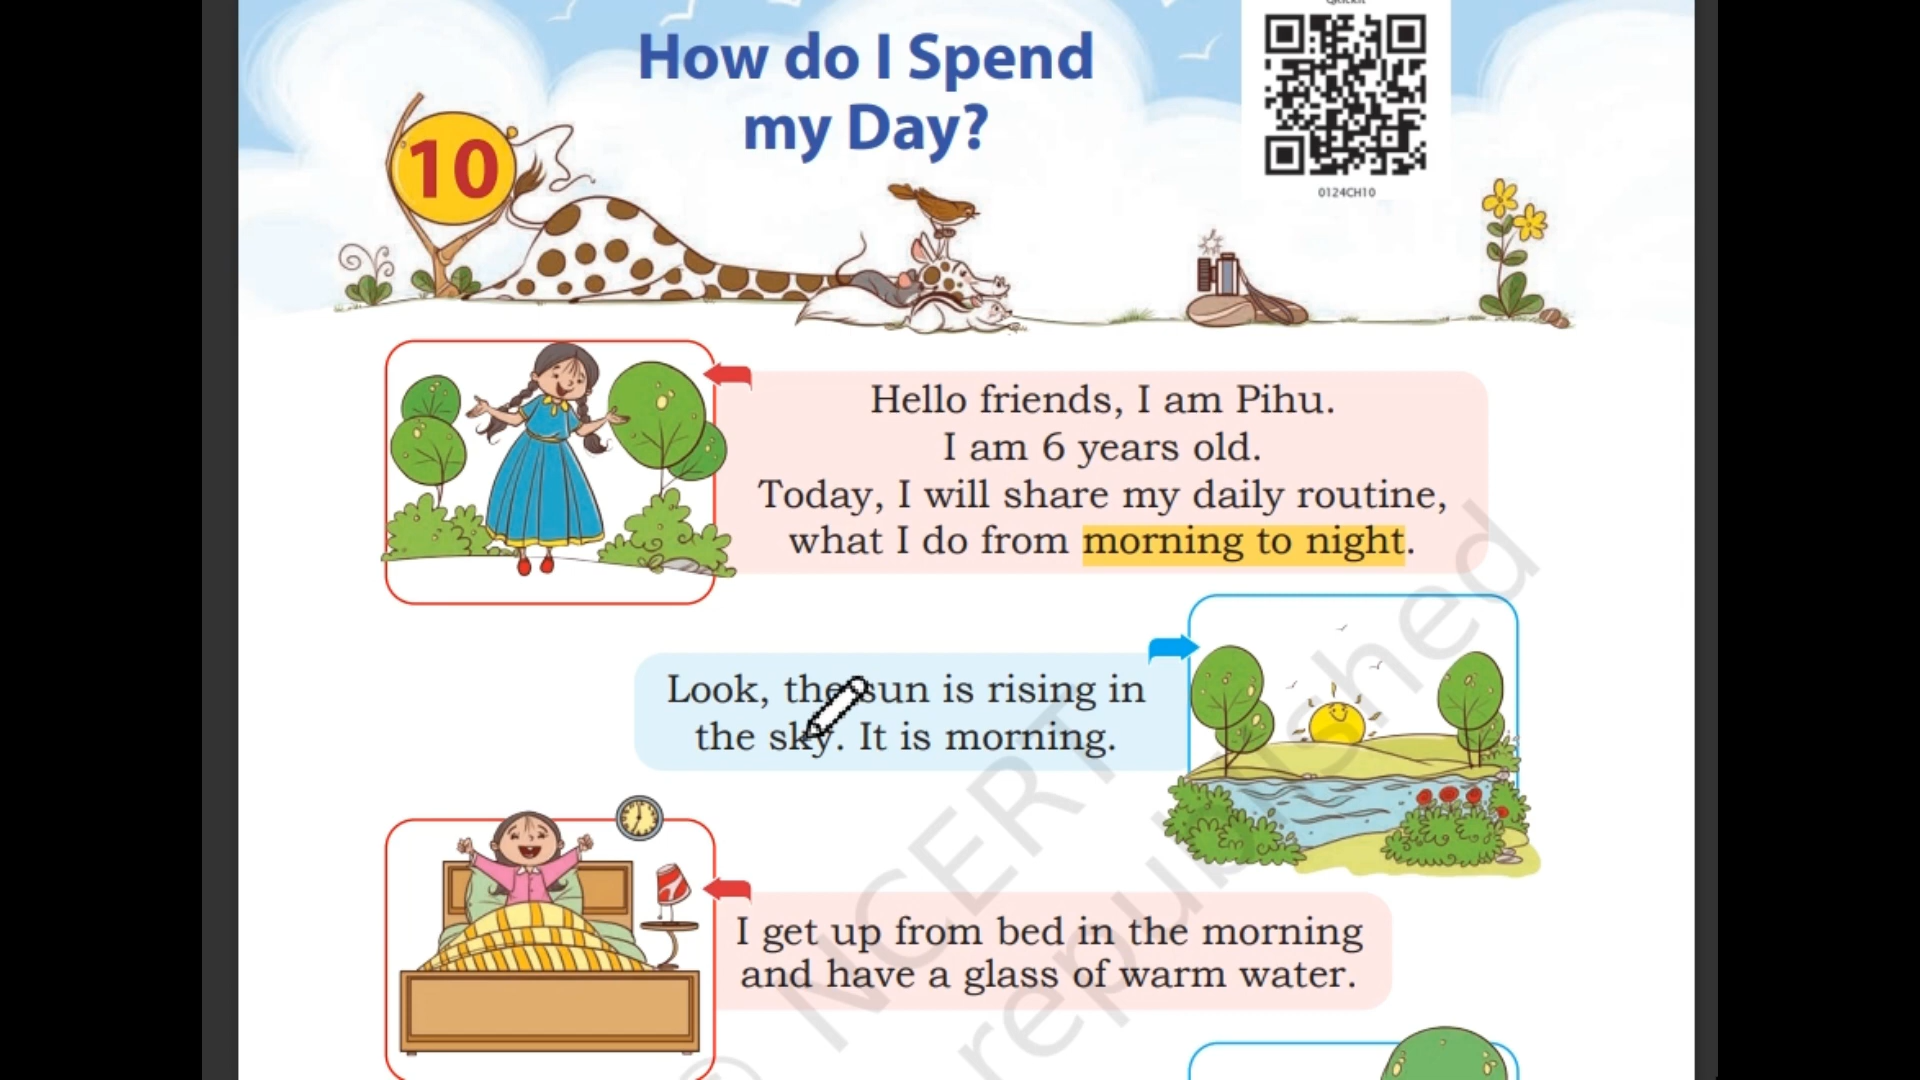 How do I Spend
my Day?
10
0124CH10
Hello friends, I am Pihu.
I am 6 years old.
Today, I will share my daily routine,
what I do from morning to night.
Look, the sun is rising in
the sky. It is morning.
I get up from bed in the morning
and have a glass of warm water.
© NCERT
republished